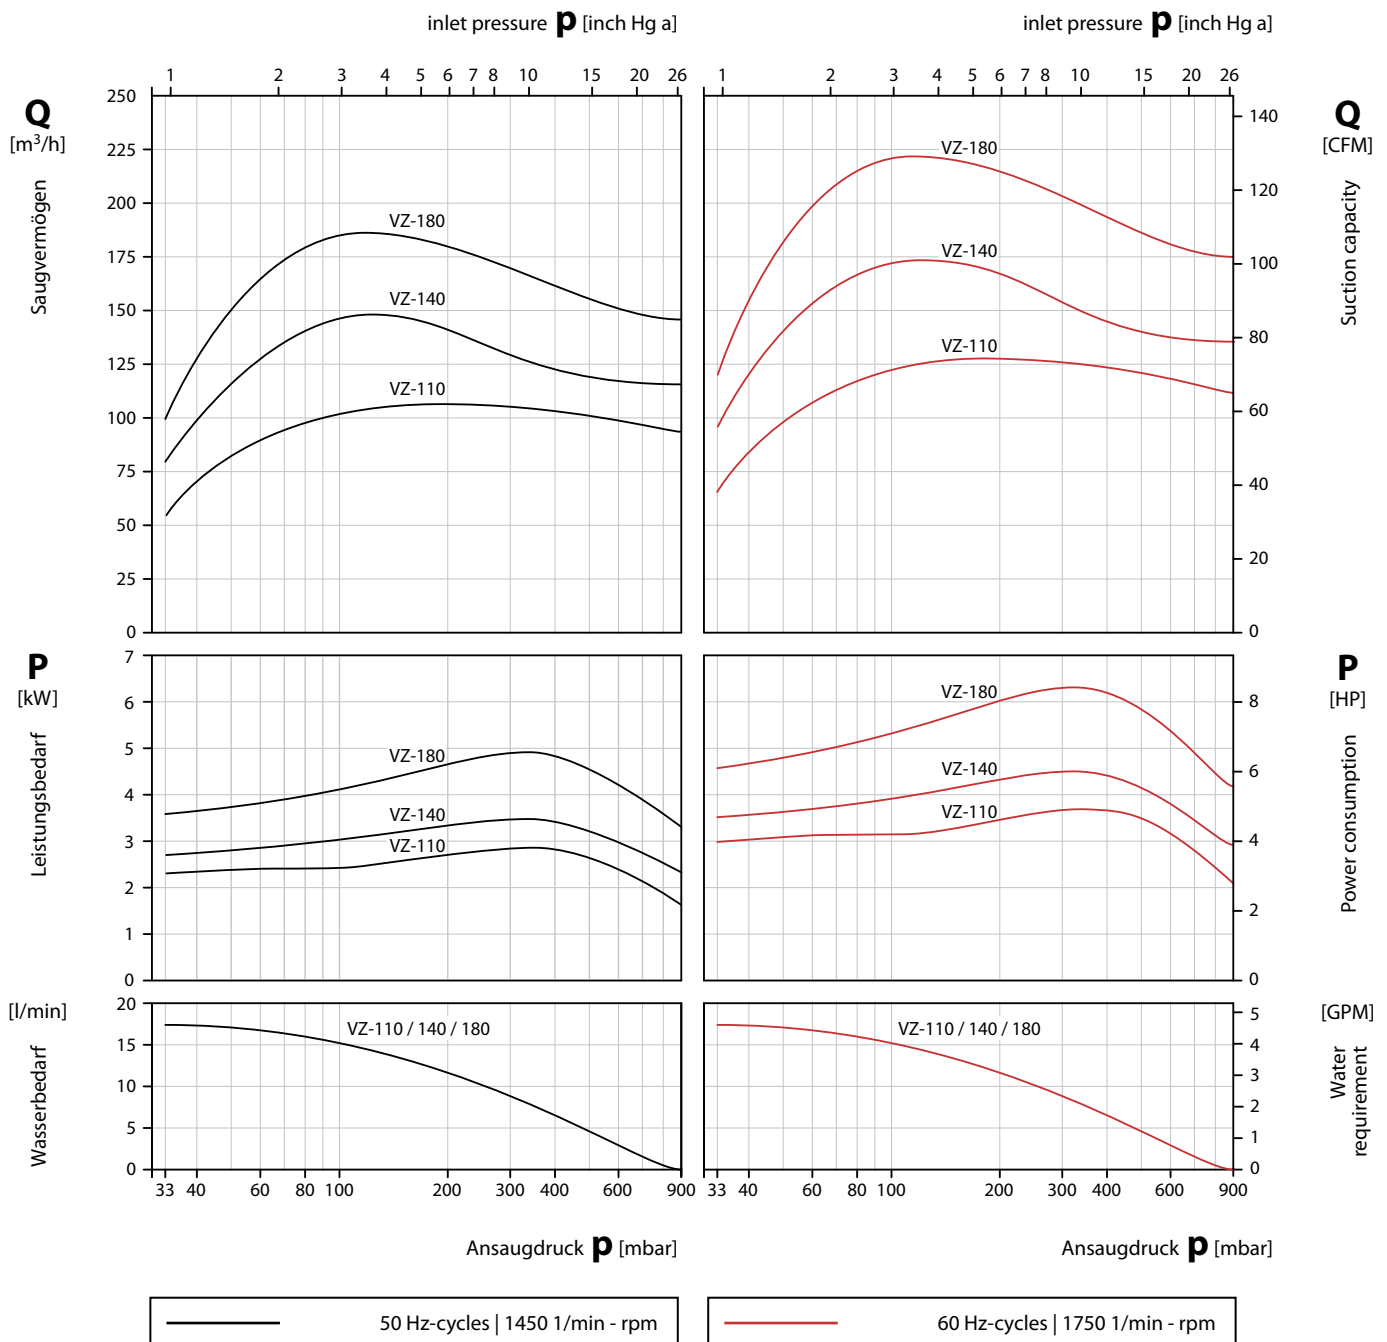 inlet pressure p [inch Hg a]
inlet pressure p [inch Hg a]
1 2 3 4 5 6 7 8 10 15 20 26
1 2 3 4 5 6 7 8 10 15 20 26
Q
[m³/h]
Saugvermögen
250
225
200
175
150
125
100
75
50
25
0
VZ-180
VZ-140
VZ-110
VZ-180
VZ-140
VZ-110
140
120
100
80
60
40
20
0
Q
[CFM]
Suction capacity
P
[kW]
Leistungsbedarf
7
6
5
4
3
2
1
0
VZ-180
VZ-140
VZ-110
VZ-180
VZ-140
VZ-110
8
6
4
2
0
P
[HP]
Power consumption
[l/min]
Wasserbedarf
20
15
10
5
0
VZ-110 / 140 / 180
VZ-110 / 140 / 180
5
4
3
2
1
0
[GPM]
Water
requirement
33 40 60 80 100 200 300 400 600 900
33 40 60 80 100 200 300 400 600 900
Ansaugdruck p [mbar]
Ansaugdruck p [mbar]
50 Hz-cycles | 1450 1/min - rpm
60 Hz-cycles | 1750 1/min - rpm